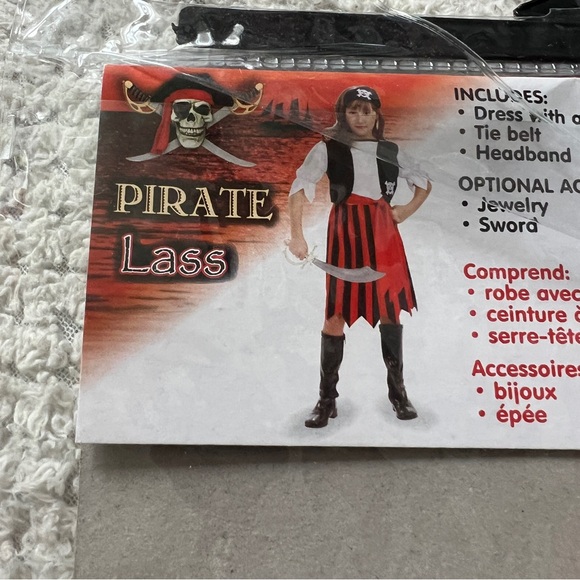 PIRATE
Lass
INCLUDES:
• Dress with a
• Tie belt
• Headband
OPTIONAL AC
• Jewelry
• Sword
Comprend:
• robe avec
• ceinture à
• serre-tête
Accessoires
• bijoux
• épée